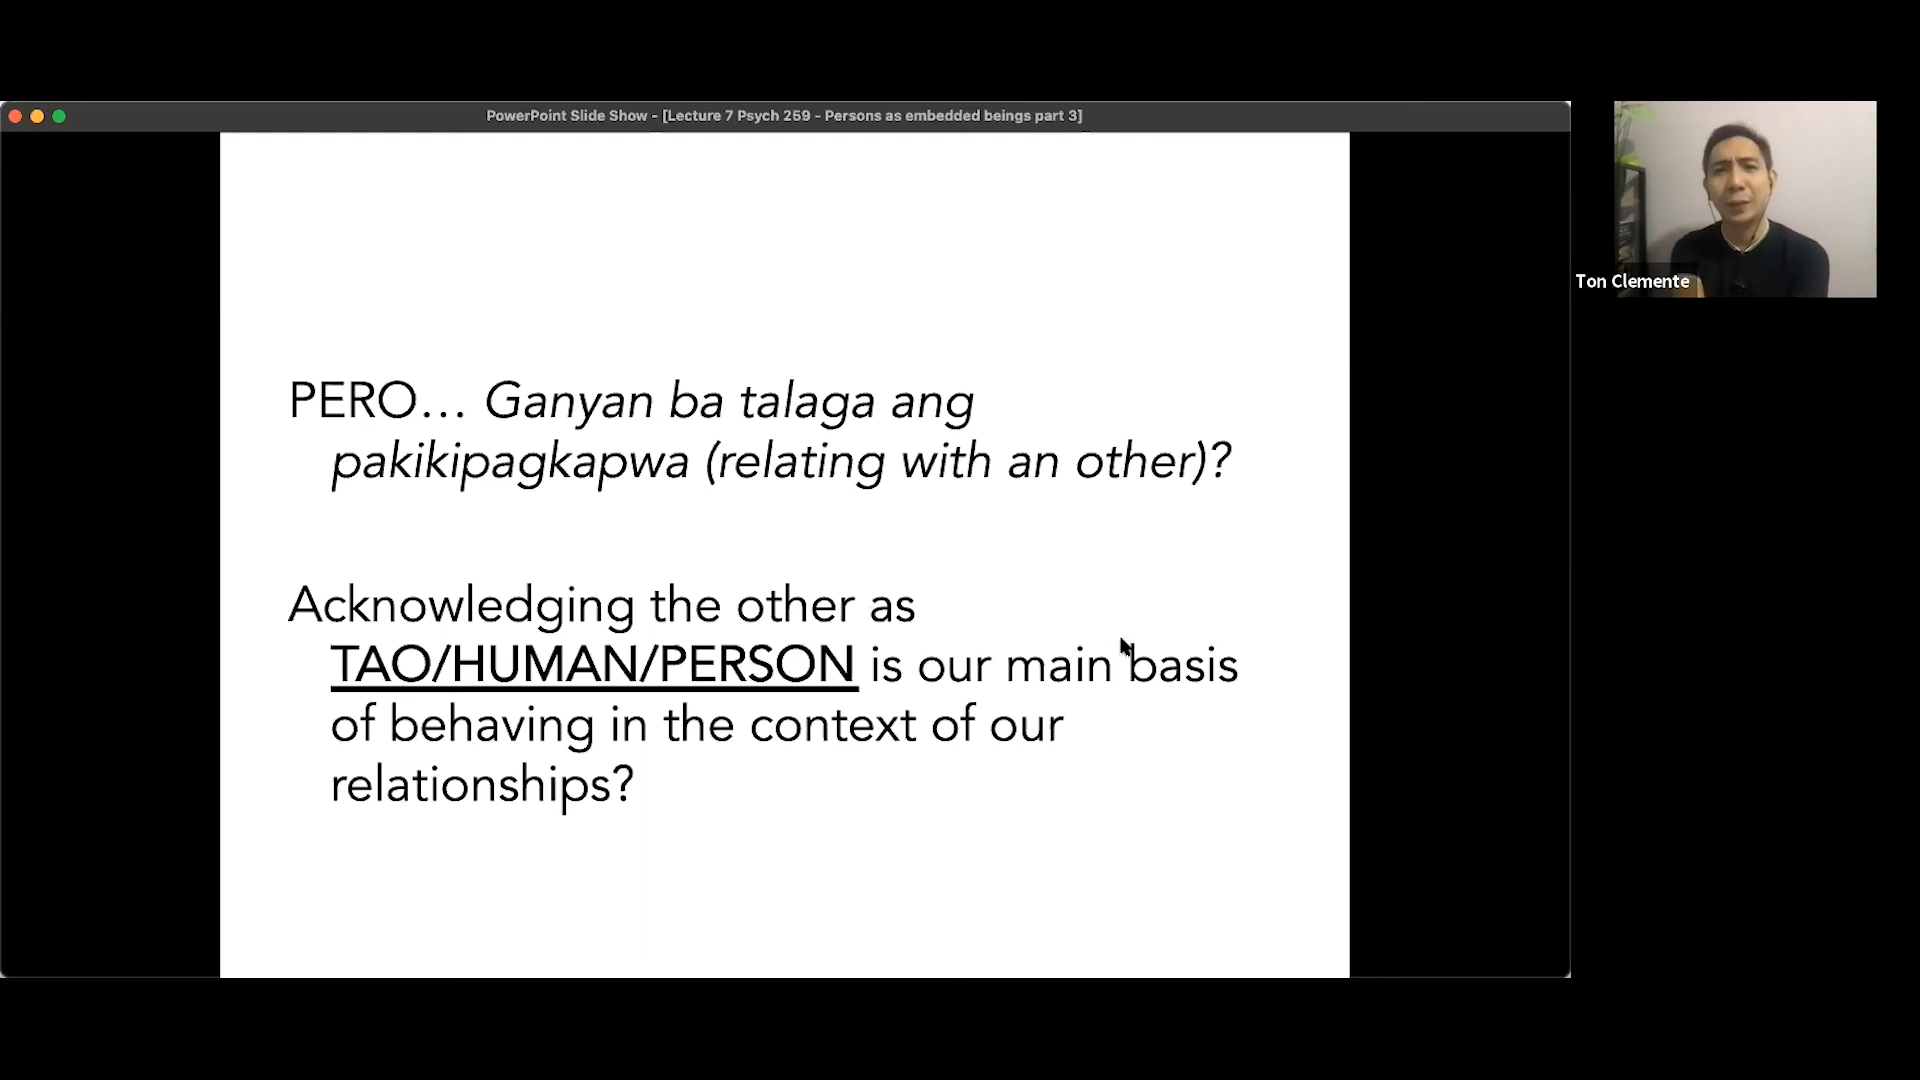 PowerPoint Slide Show - [Lecture 7 Psych 259 - Persons as embedded beings part 3]
PERO… Ganyan ba talaga ang
pakikipagkapwa (relating with an other)?
Acknowledging the other as
TAO/HUMAN/PERSON is our main basis
of behaving in the context of our
relationships?
Ton Clemente